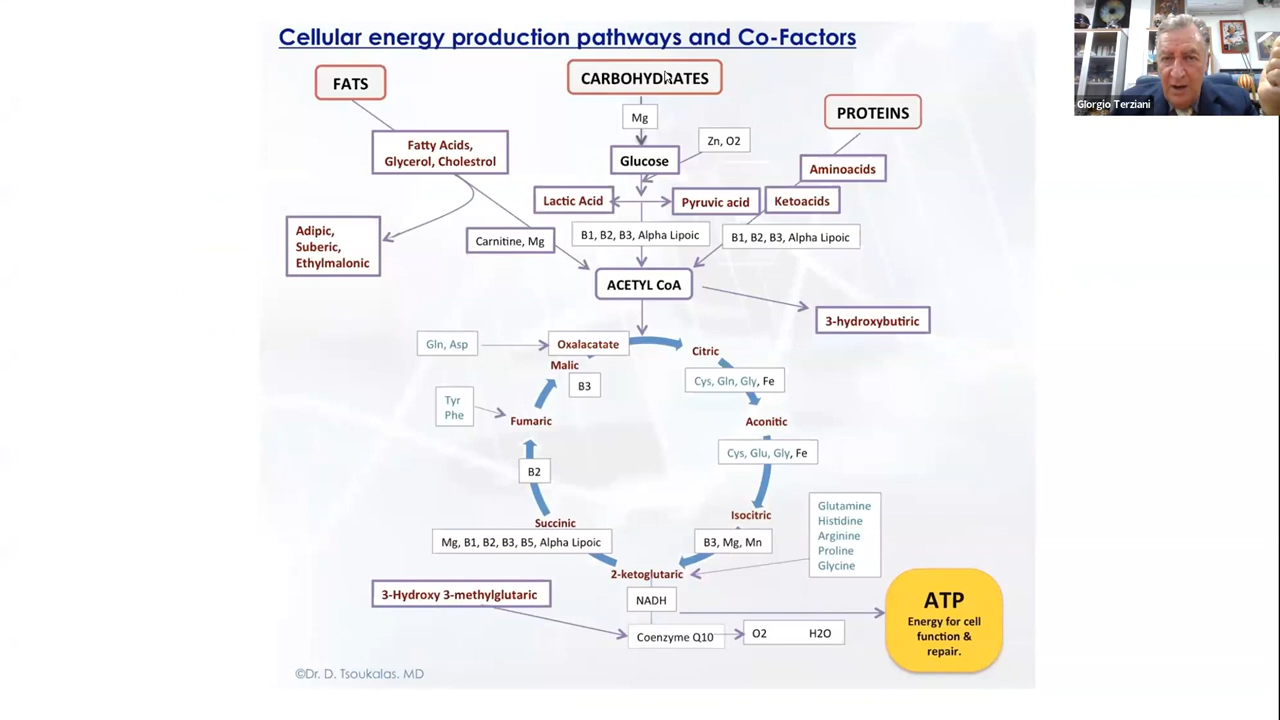 Cellular energy production pathways and Co-Factors
GIorgio Terziani
FATS
CARBOHYDRATES
PROTEINS
Mg
Zn, O2
Fatty Acids,
Glycerol, Cholestrol
Glucose
Aminoacids
Lactic Acid
Pyruvic acid
Ketoacids
Adipic,
Suberic,
Ethylmalonic
Carnitine, Mg
B1, B2, B3, Alpha Lipoic
B1, B2, B3, Alpha Lipoic
ACETYL CoA
3-hydroxybutiric
Gln, Asp
Oxalacatate
Citric
Malic
B3
Cys, Gln, Gly, Fe
Tyr
Phe
Fumaric
Aconitic
Cys, Glu, Gly, Fe
B2
Succinic
Isocitric
Glutamine
Histidine
Arginine
Proline
Glycine
Mg, B1, B2, B3, B5, Alpha Lipoic
B3, Mg, Mn
2-ketoglutaric
3-Hydroxy 3-methylglutaric
NADH
Coenzyme Q10
O2 H2O
ATP
Energy for cell
function &
repair.
©Dr. D. Tsoukalas. MD